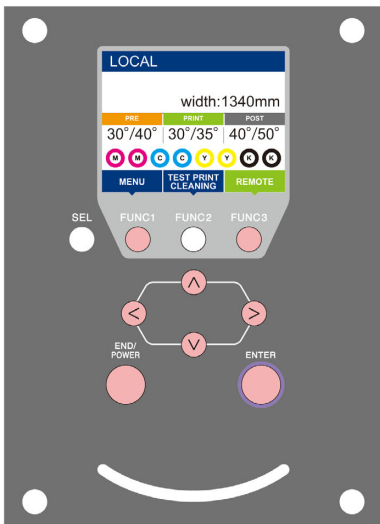 LOCAL
width:1340mm
PRE PRINT POST
30°/40° 30°/35° 40°/50°
M M C C Y Y K K
MENU TEST PRINT CLEANING REMOTE
SEL FUNC1 FUNC2 FUNC3
END/
POWER
ENTER